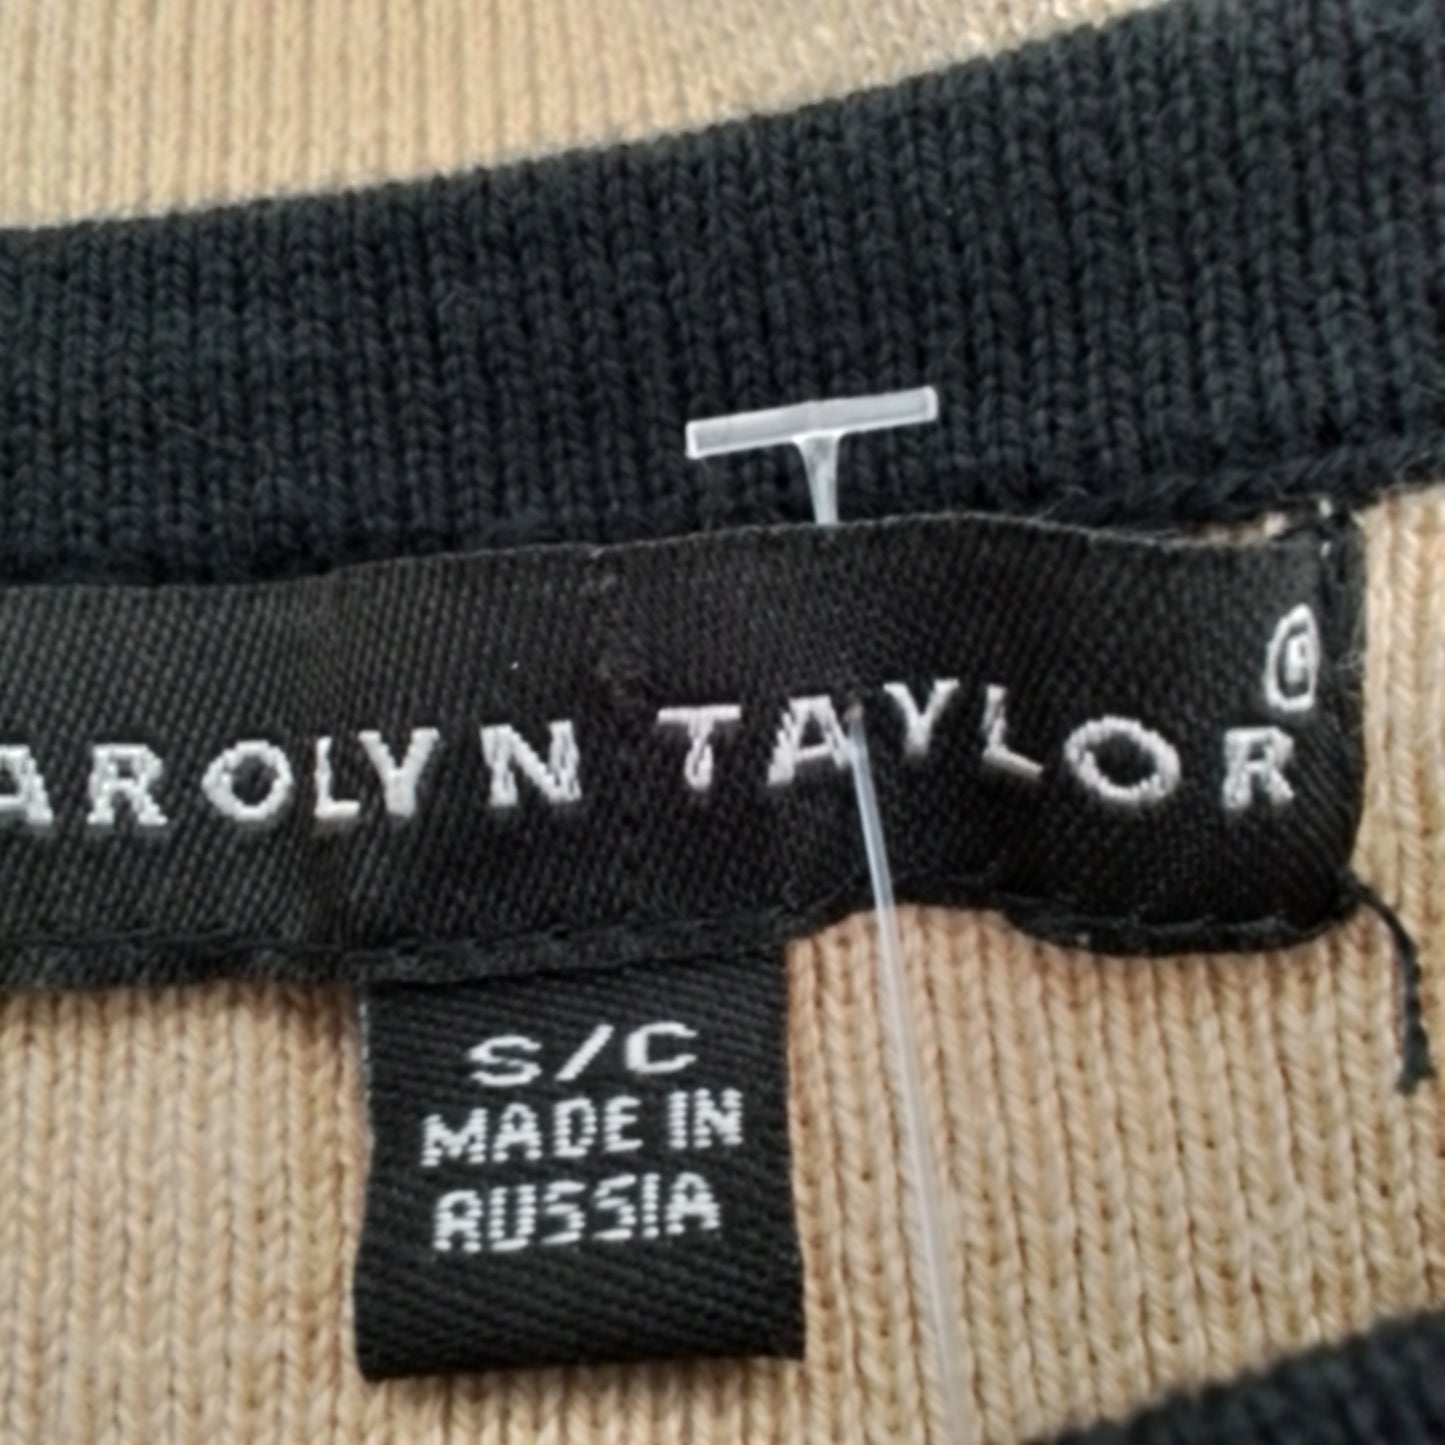 AROLYN TAYLOR®
S/C
MADE IN
RUSSIA